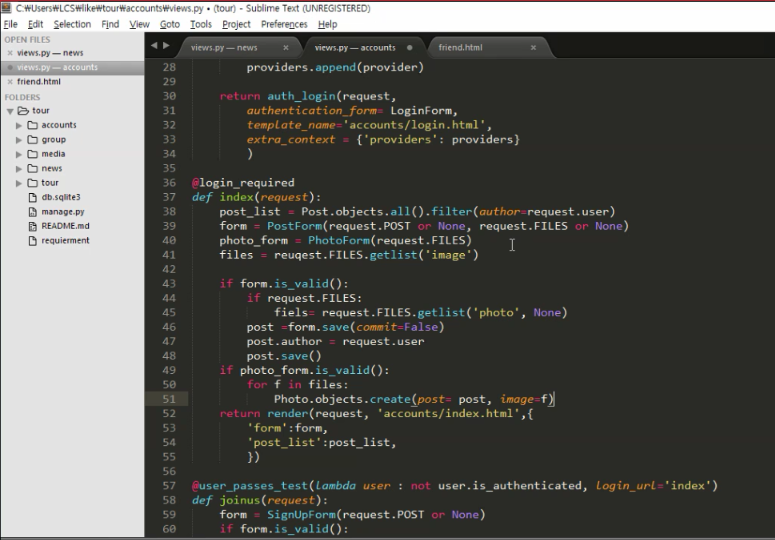 C:₩Users₩LCS₩like₩tour₩accounts₩views.py • (tour) - Sublime Text (UNREGISTERED)
File Edit Selection Find View Goto Tools Project Preferences Help
OPEN FILES
× views.py — news
views.py — accounts
× friend.html
FOLDERS
tour
accounts
group
media
news
tour
db.sqlite3
manage.py
README.md
requierment
views.py — news ×
views.py — accounts
friend.html ×
28 providers.append(provider)
29
30 return auth_login(request,
31 authentication_form= LoginForm,
32 template_name='accounts/login.html',
33 extra_context = {'providers': providers}
34 )
35
36 @login_required
37 def index(request):
38 post_list = Post.objects.all().filter(author=request.user)
39 form = PostForm(request.POST or None, request.FILES or None)
40 photo_form = PhotoForm(request.FILES)
41 files = reuqest.FILES.getlist('image')
42
43 if form.is_valid():
44 if request.FILES:
45 fiels= request.FILES.getlist('photo', None)
46 post =form.save(commit=False)
47 post.author = request.user
48 post.save()
49 if photo_form.is_valid():
50 for f in files:
51 Photo.objects.create(post= post, image=f)
52 return render(request, 'accounts/index.html',{
53 'form':form,
54 'post_list':post_list,
55 })
56
57 @user_passes_test(lambda user : not user.is_authenticated, login_url='index')
58 def joinus(request):
59 form = SignUpForm(request.POST or None)
60 if form.is_valid():